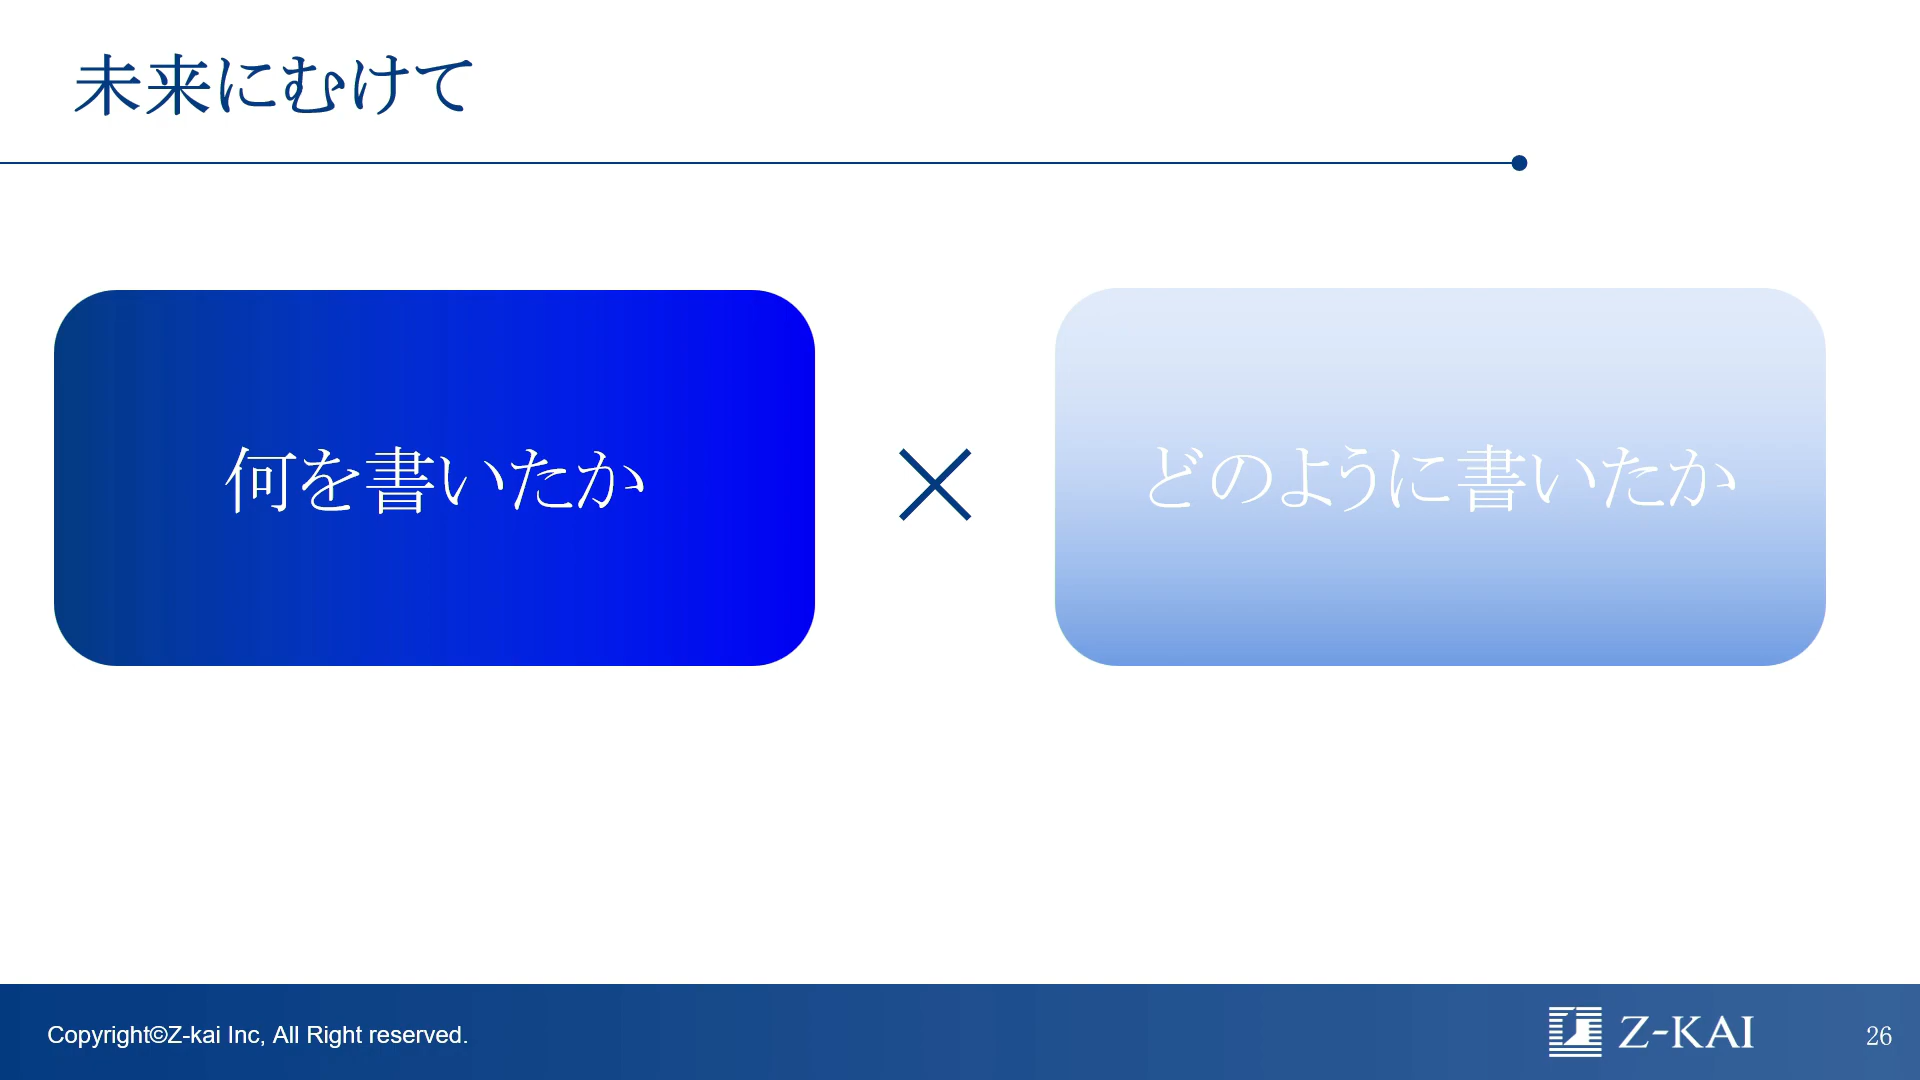 未来にむけて
何を書いたか
×
どのように書いたか
Copyright©Z-kai Inc, All Right reserved.
Z-KAI
26